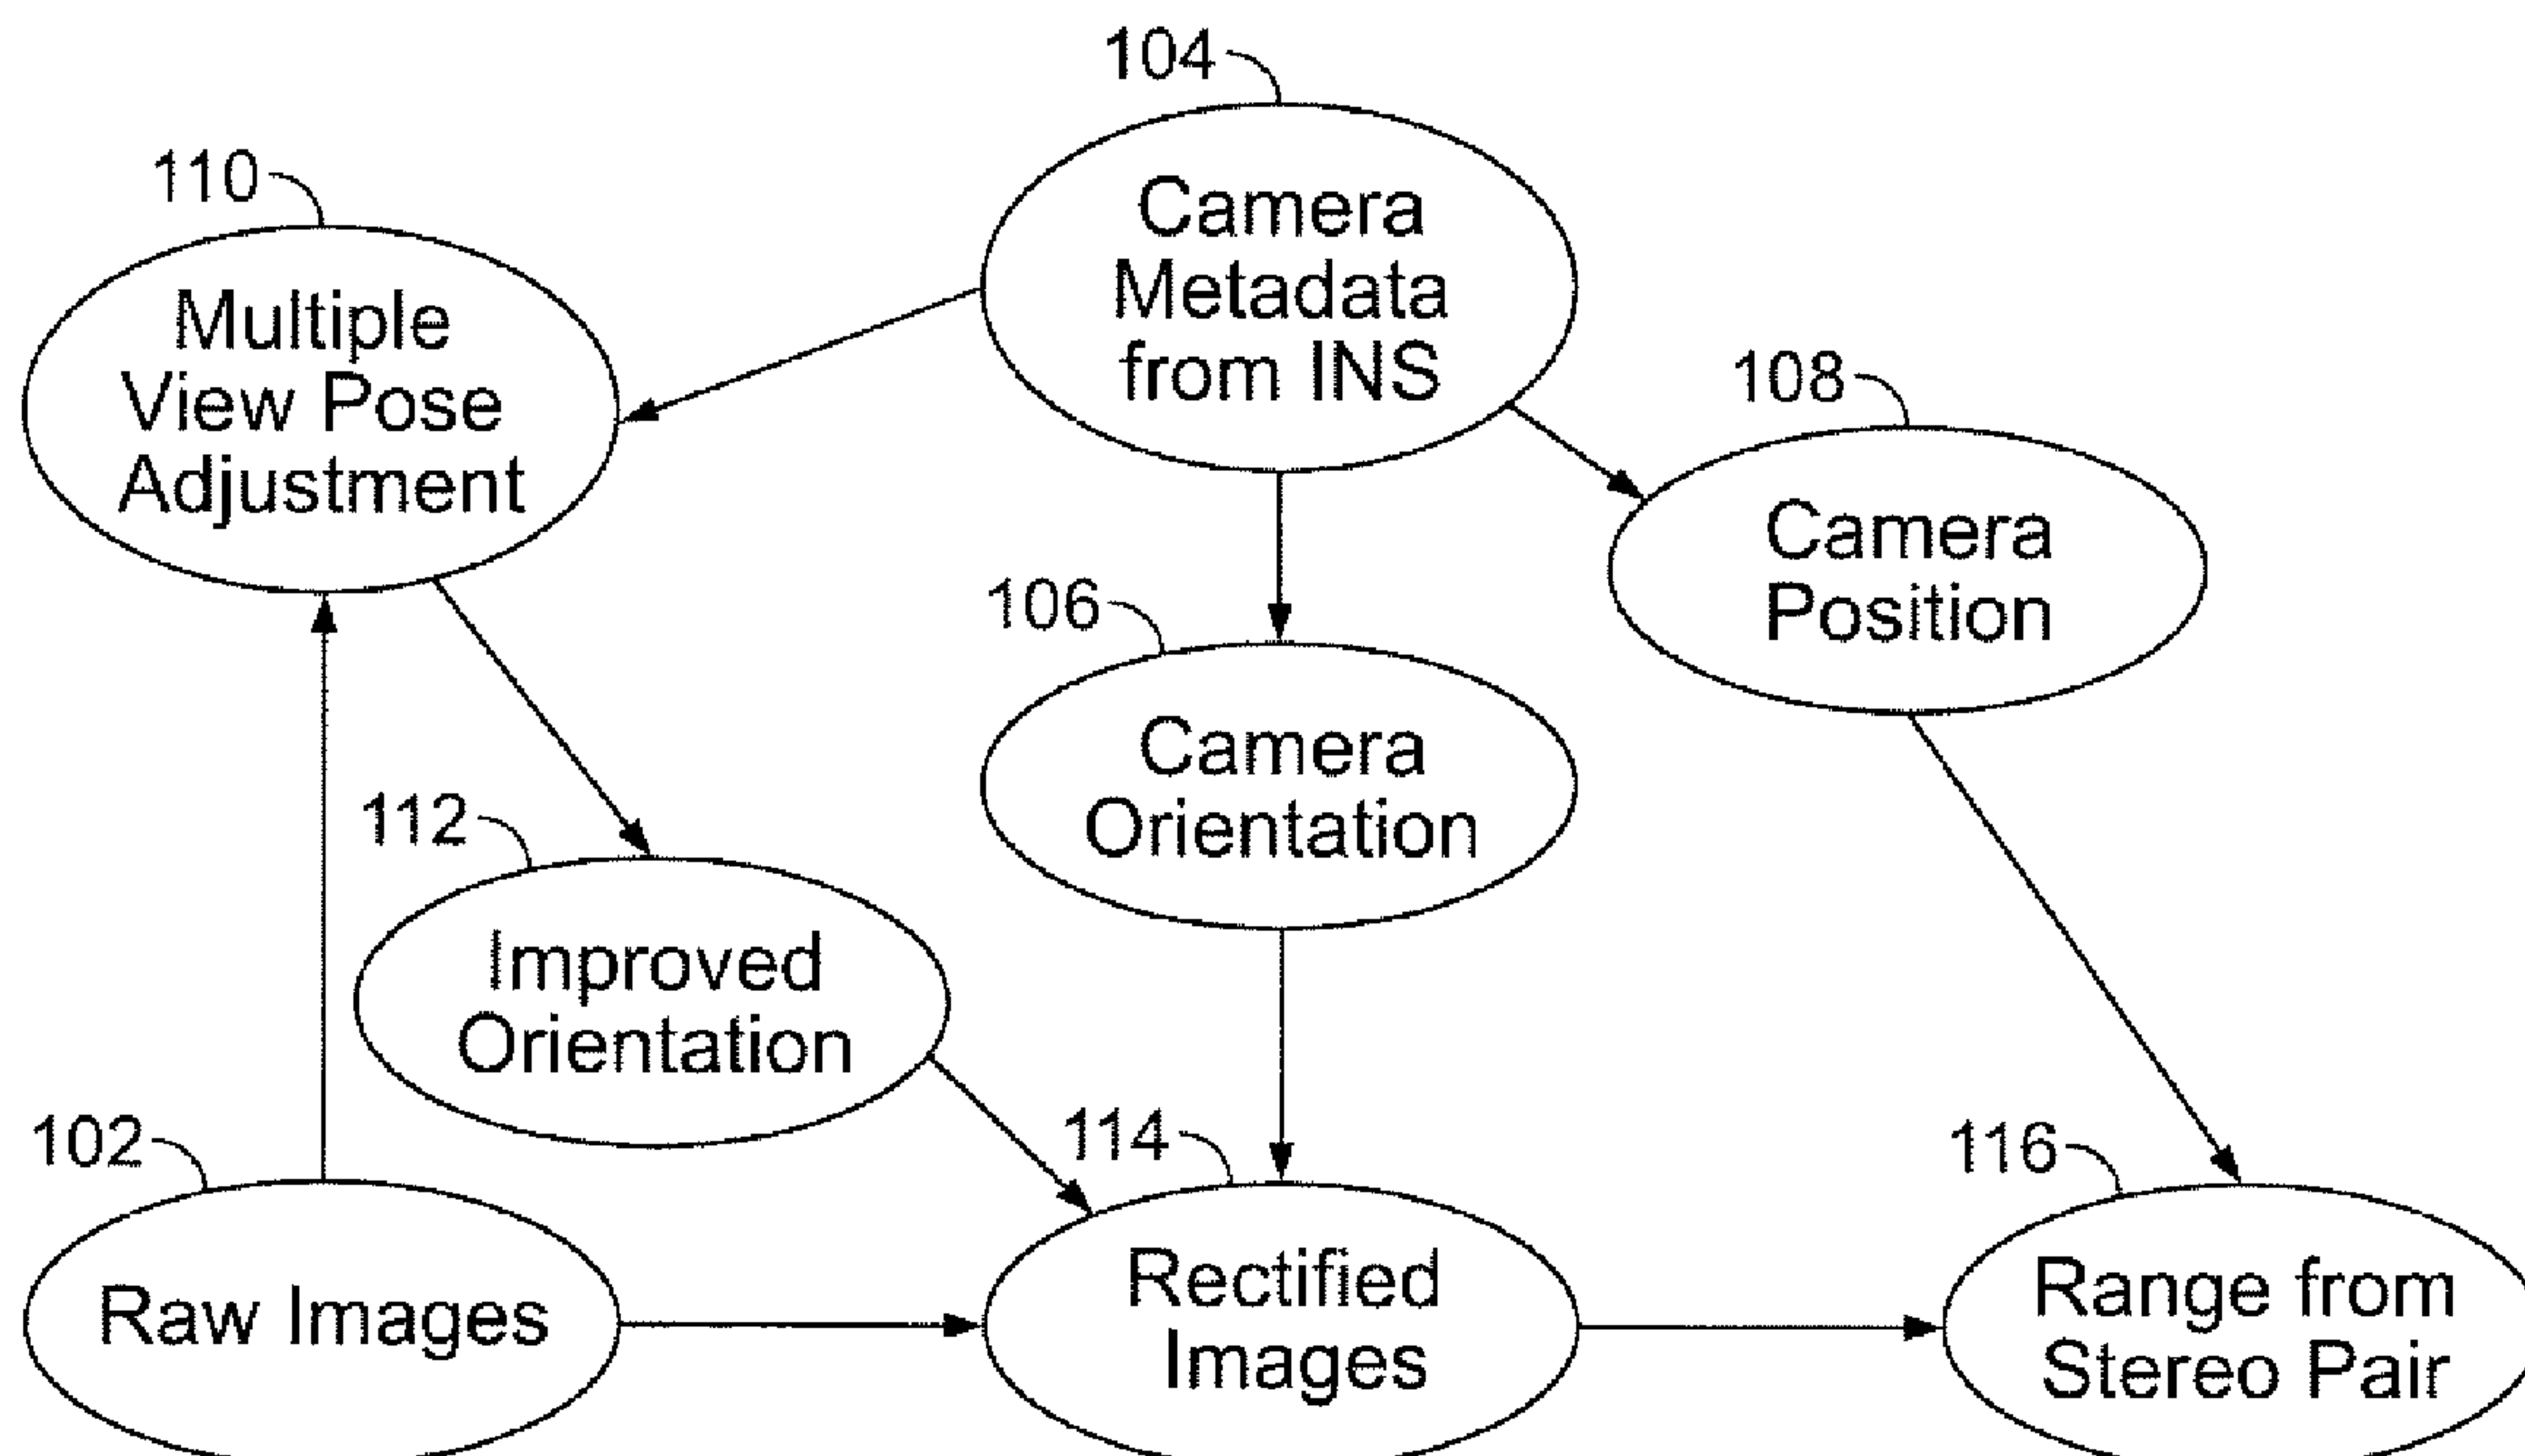 104
Camera
Metadata
from INS
110
Multiple
View Pose
Adjustment
108
Camera
Position
106
Camera
Orientation
112
Improved
Orientation
102
Raw Images
114
Rectified
Images
116
Range from
Stereo Pair